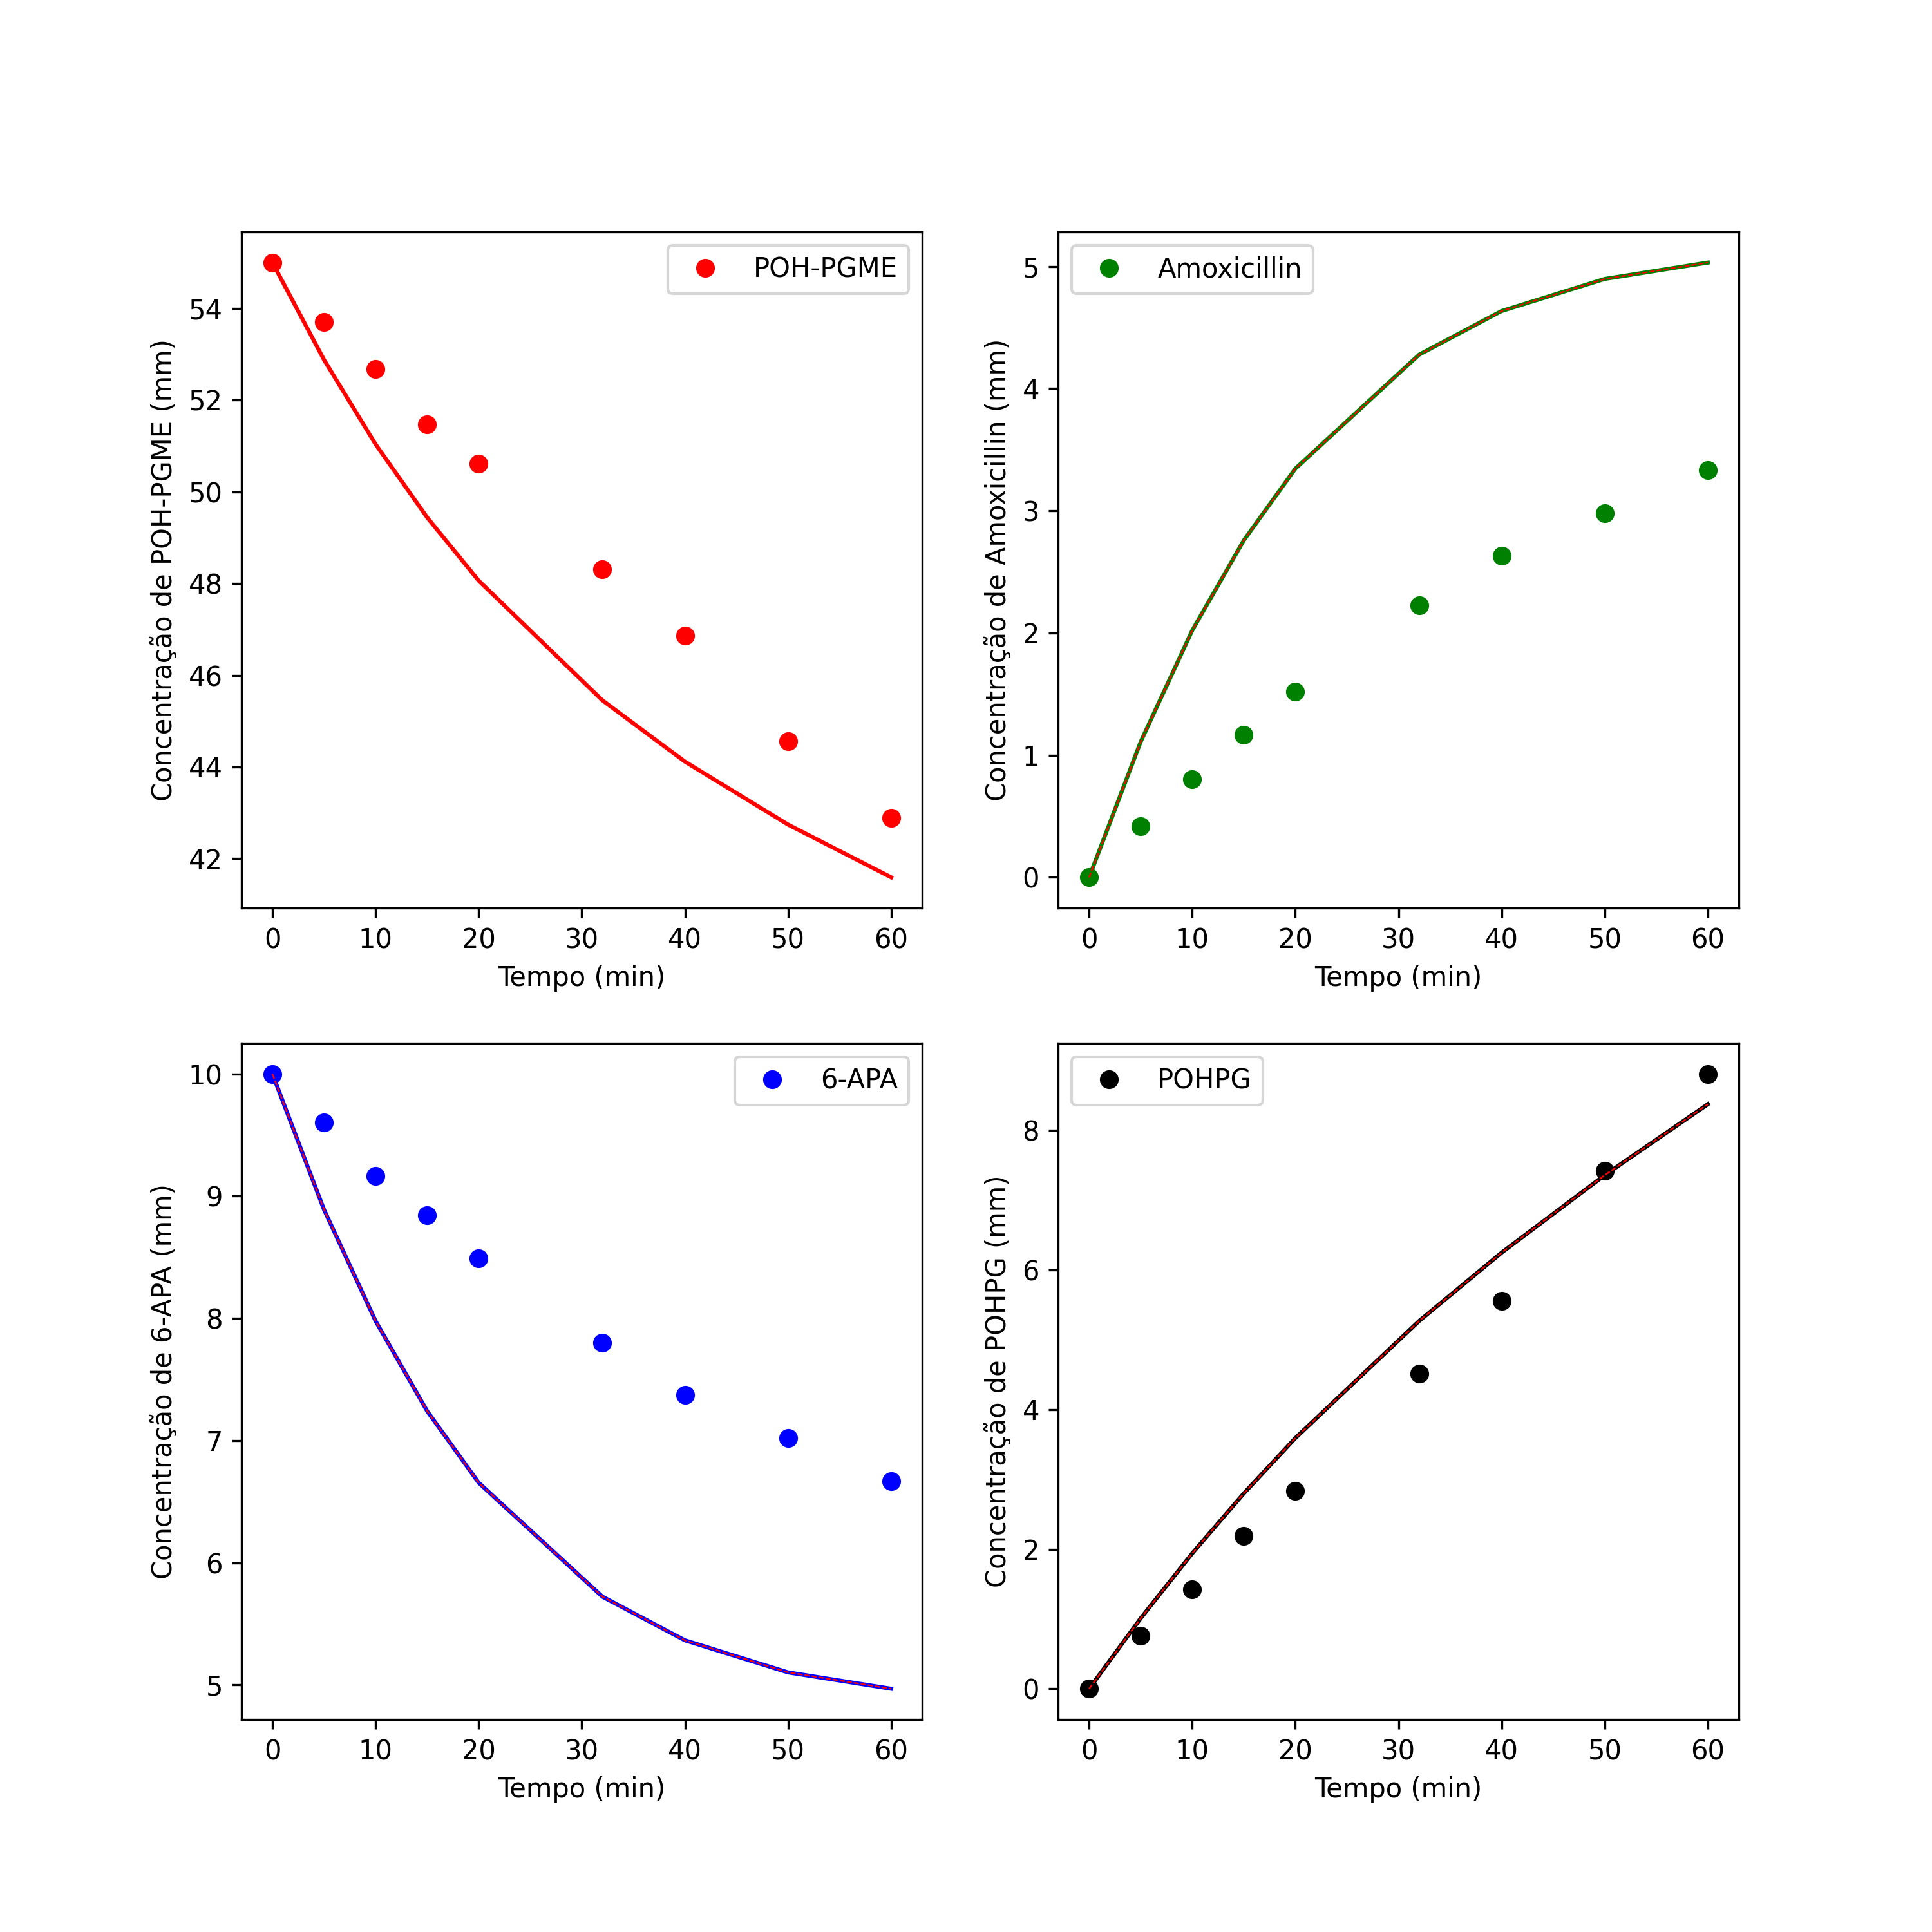 POH-PGME
Concentração de POH-PGME (mm)
54
52
50
48
46
44
42
0 10 20 30 40 50 60
Tempo (min)
Amoxicillin
Concentração de Amoxicillin (mm)
5
4
3
2
1
0
0 10 20 30 40 50 60
Tempo (min)
6-APA
Concentração de 6-APA (mm)
10
9
8
7
6
5
0 10 20 30 40 50 60
Tempo (min)
POHPG
Concentração de POHPG (mm)
8
6
4
2
0
0 10 20 30 40 50 60
Tempo (min)